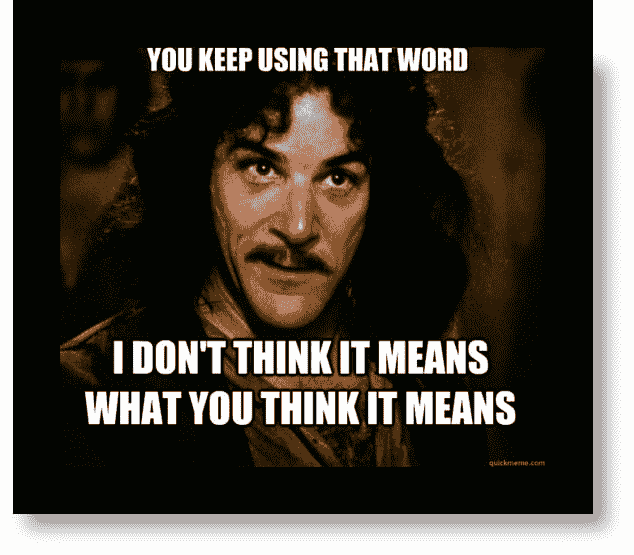 YOU KEEP USING THAT WORD
I DON'T THINK IT MEANS
WHAT YOU THINK IT MEANS
quickmeme.com